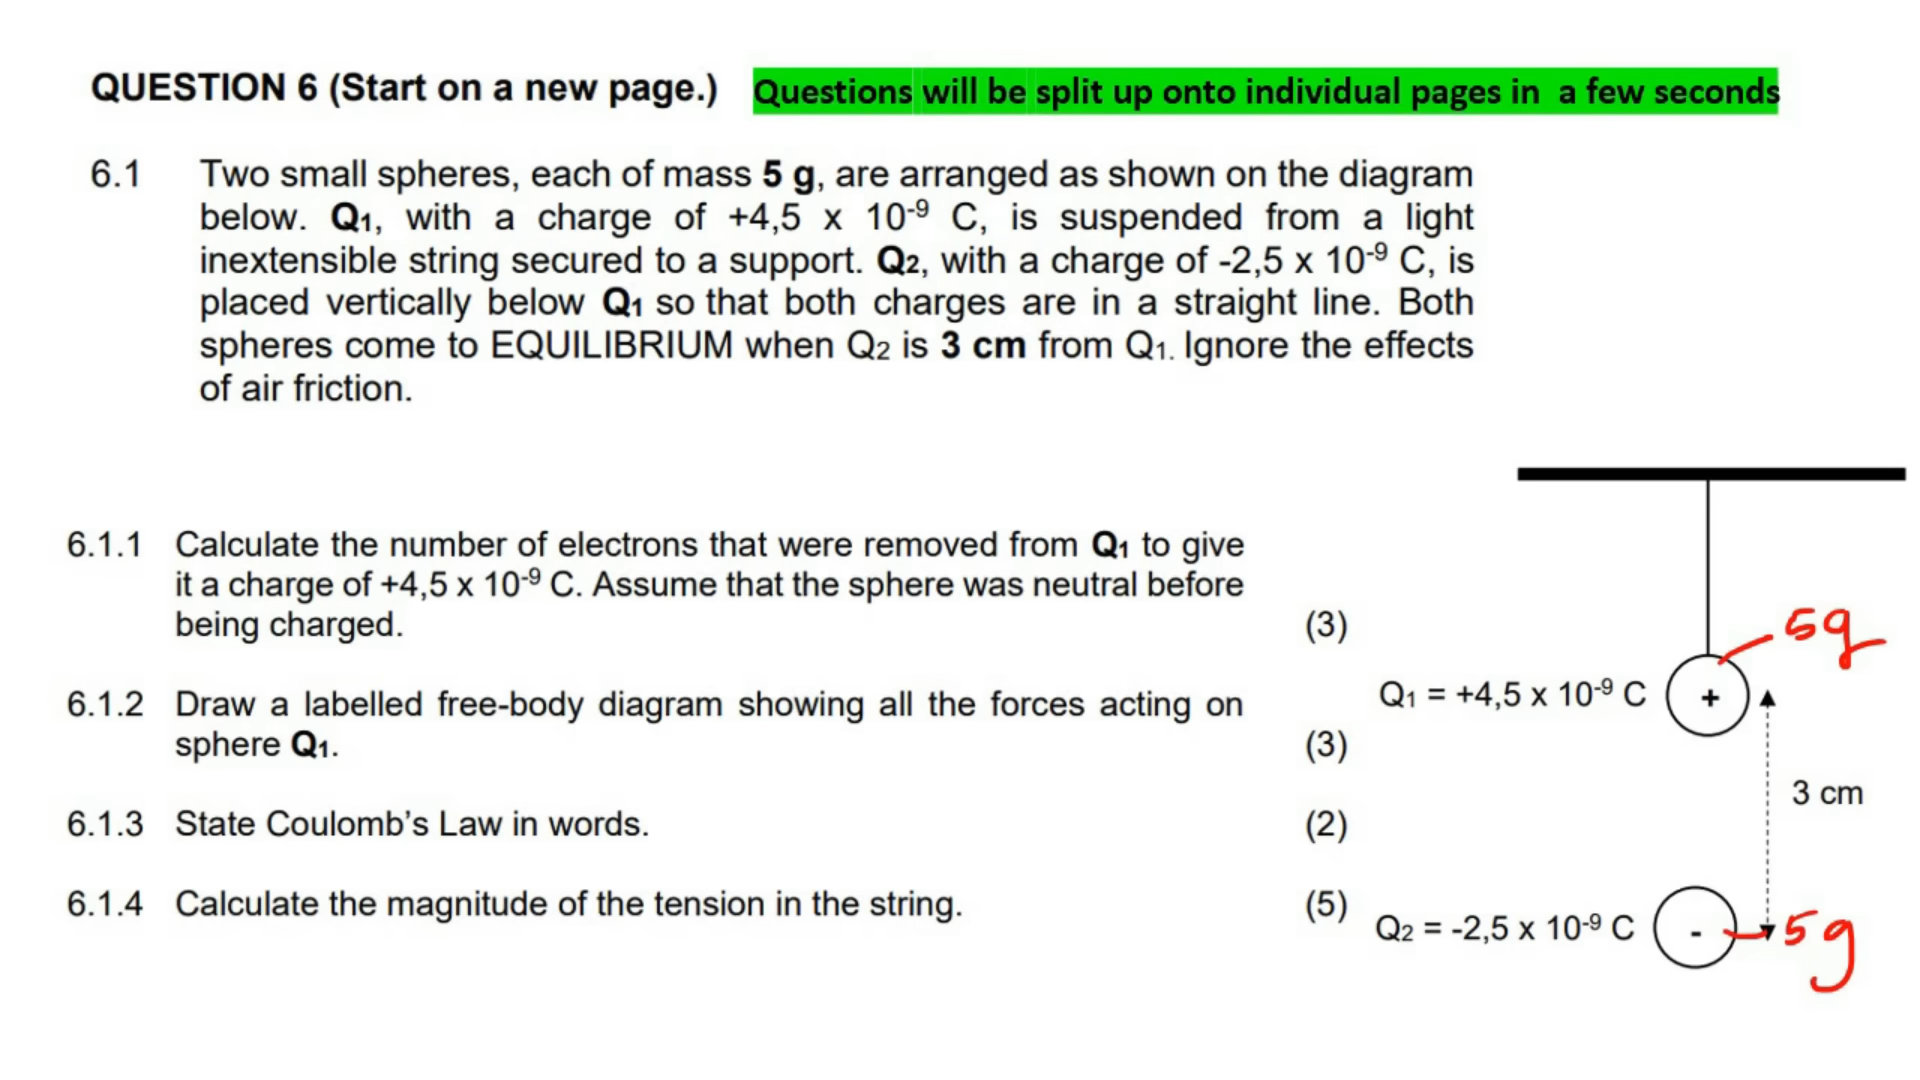 QUESTION 6 (Start on a new page.) Questions will be split up onto individual pages in a few seconds
6.1 Two small spheres, each of mass 5 g, are arranged as shown on the diagram
below. Q₁, with a charge of +4,5 x 10⁻⁹ C, is suspended from a light
inextensible string secured to a support. Q₂, with a charge of -2,5 x 10⁻⁹ C, is
placed vertically below Q₁ so that both charges are in a straight line. Both
spheres come to EQUILIBRIUM when Q₂ is 3 cm from Q₁. Ignore the effects
of air friction.
6.1.1 Calculate the number of electrons that were removed from Q₁ to give
it a charge of +4,5 x 10⁻⁹ C. Assume that the sphere was neutral before
being charged. (3)
6.1.2 Draw a labelled free-body diagram showing all the forces acting on
sphere Q₁. (3)
6.1.3 State Coulomb’s Law in words. (2)
6.1.4 Calculate the magnitude of the tension in the string. (5)
5g
Q₁ = +4,5 x 10⁻⁹ C +
3 cm
Q₂ = -2,5 x 10⁻⁹ C - 5g